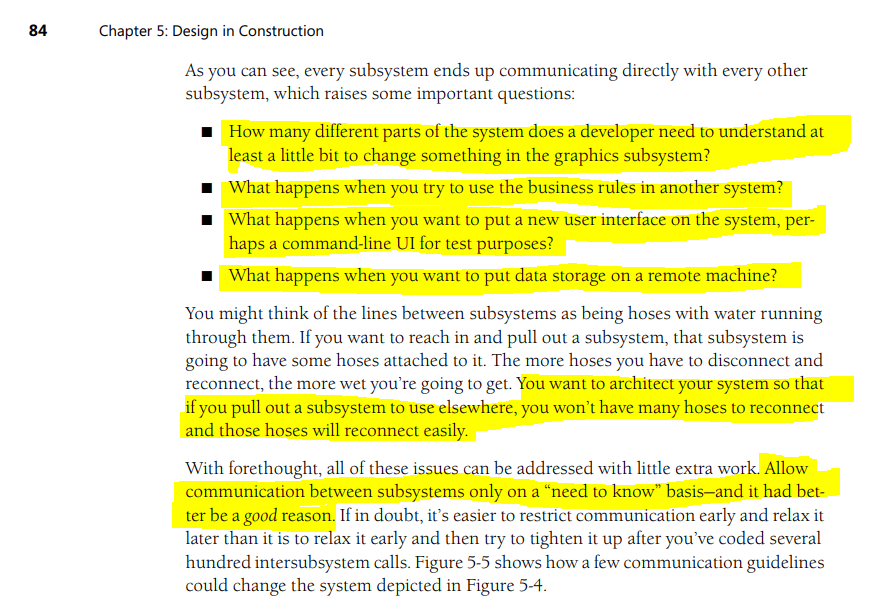 84 Chapter 5: Design in Construction
As you can see, every subsystem ends up communicating directly with every other
subsystem, which raises some important questions:
■ How many different parts of the system does a developer need to understand at
least a little bit to change something in the graphics subsystem?
■ What happens when you try to use the business rules in another system?
■ What happens when you want to put a new user interface on the system, per-
haps a command-line UI for test purposes?
■ What happens when you want to put data storage on a remote machine?
You might think of the lines between subsystems as being hoses with water running
through them. If you want to reach in and pull out a subsystem, that subsystem is
going to have some hoses attached to it. The more hoses you have to disconnect and
reconnect, the more wet you’re going to get. You want to architect your system so that
if you pull out a subsystem to use elsewhere, you won’t have many hoses to reconnect
and those hoses will reconnect easily.
With forethought, all of these issues can be addressed with little extra work. Allow
communication between subsystems only on a “need to know” basis—and it had bet-
ter be a good reason. If in doubt, it’s easier to restrict communication early and relax it
later than it is to relax it early and then try to tighten it up after you’ve coded several
hundred intersubsystem calls. Figure 5-5 shows how a few communication guidelines
could change the system depicted in Figure 5-4.